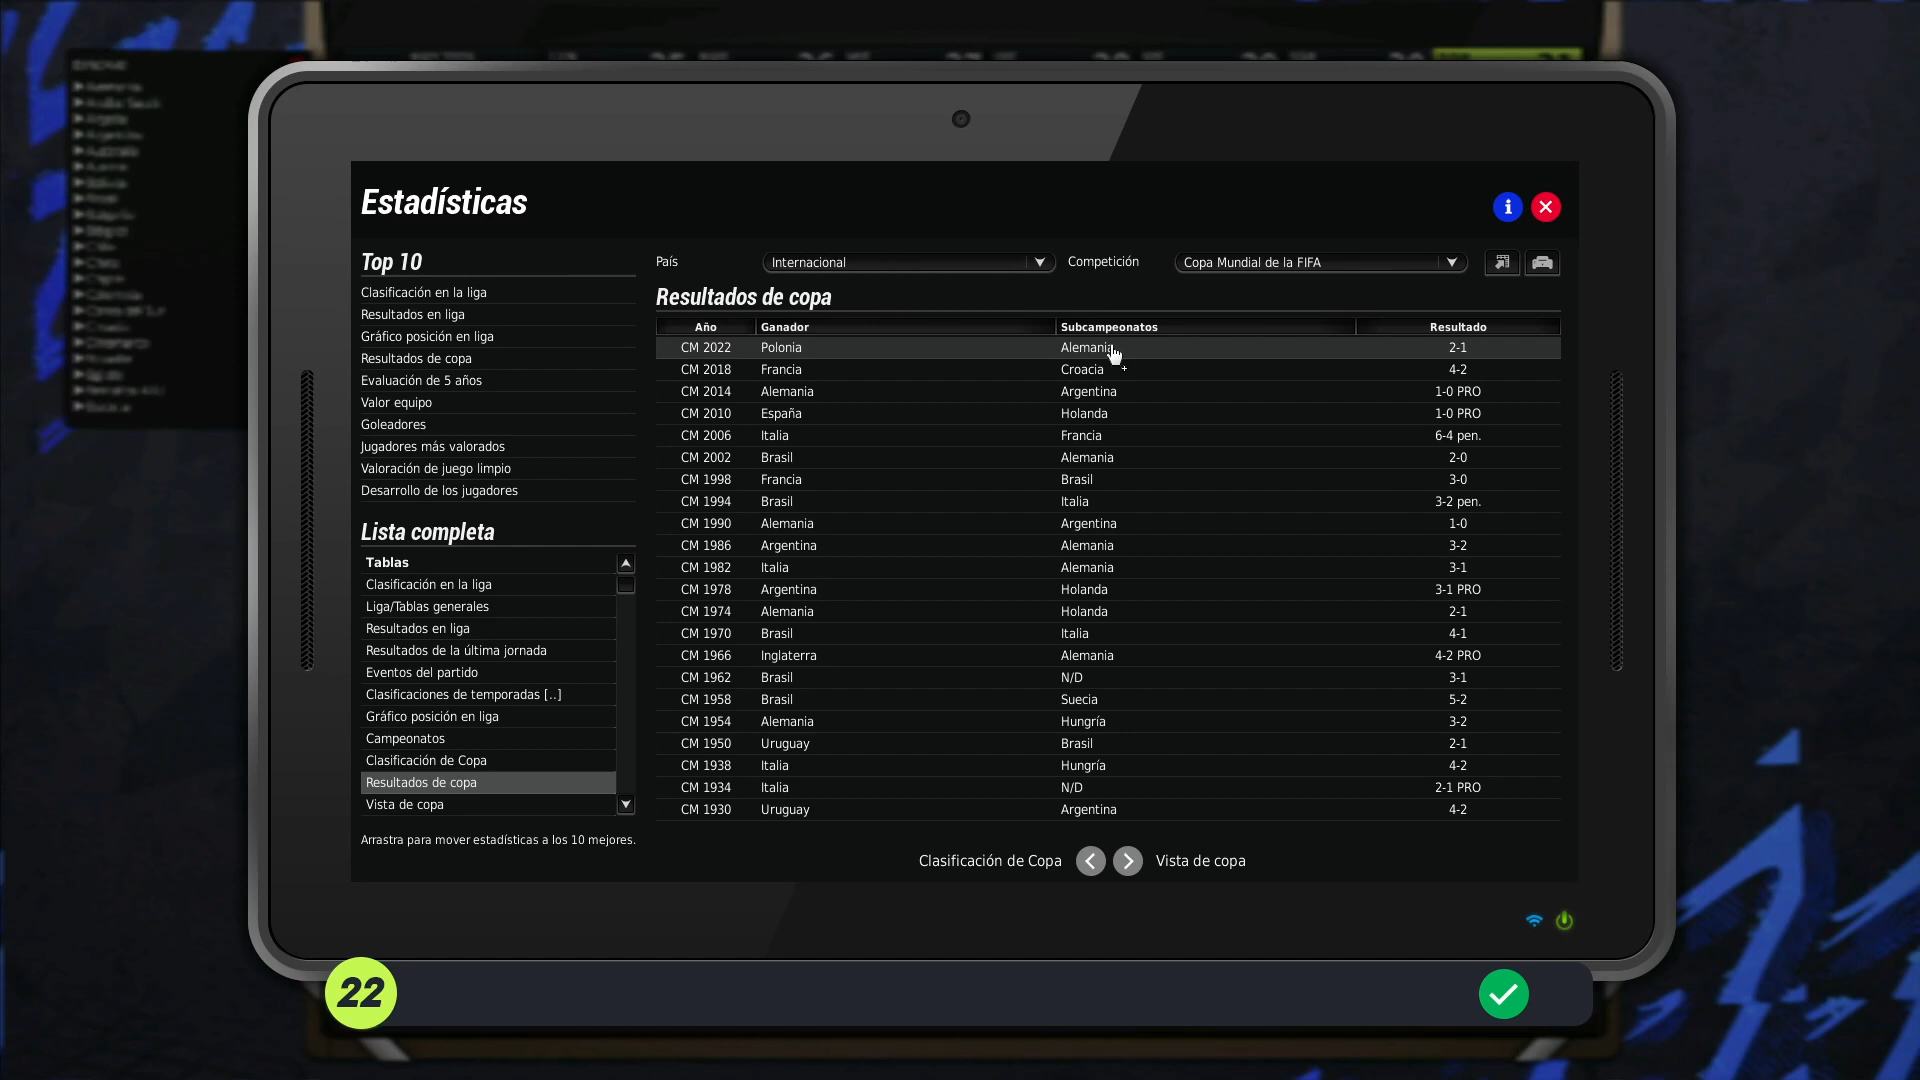 Estadísticas
Top 10
Clasificación en la liga
Resultados en liga
Gráfico posición en liga
Resultados de copa
Evaluación de 5 años
Valor equipo
Goleadores
Jugadores más valorados
Valoración de juego limpio
Desarrollo de los jugadores
Lista completa
Tablas
Clasificación en la liga
Liga/Tablas generales
Resultados en liga
Resultados de la última jornada
Eventos del partido
Clasificaciones de temporadas [..]
Gráfico posición en liga
Campeonatos
Clasificación de Copa
Resultados de copa
Vista de copa
Arrastra para mover estadísticas a los 10 mejores.
País Internacional Competición Copa Mundial de la FIFA
Resultados de copa
Año Ganador Subcampeonatos Resultado
CM 2022 Polonia Alemania 2-1
CM 2018 Francia Croacia 4-2
CM 2014 Alemania Argentina 1-0 PRO
CM 2010 España Holanda 1-0 PRO
CM 2006 Italia Francia 6-4 pen.
CM 2002 Brasil Alemania 2-0
CM 1998 Francia Brasil 3-0
CM 1994 Brasil Italia 3-2 pen.
CM 1990 Alemania Argentina 1-0
CM 1986 Argentina Alemania 3-2
CM 1982 Italia Alemania 3-1
CM 1978 Argentina Holanda 3-1 PRO
CM 1974 Alemania Holanda 2-1
CM 1970 Brasil Italia 4-1
CM 1966 Inglaterra Alemania 4-2 PRO
CM 1962 Brasil N/D 3-1
CM 1958 Brasil Suecia 5-2
CM 1954 Alemania Hungría 3-2
CM 1950 Uruguay Brasil 2-1
CM 1938 Italia Hungría 4-2
CM 1934 Italia N/D 2-1 PRO
CM 1930 Uruguay Argentina 4-2
Clasificación de Copa Vista de copa
22